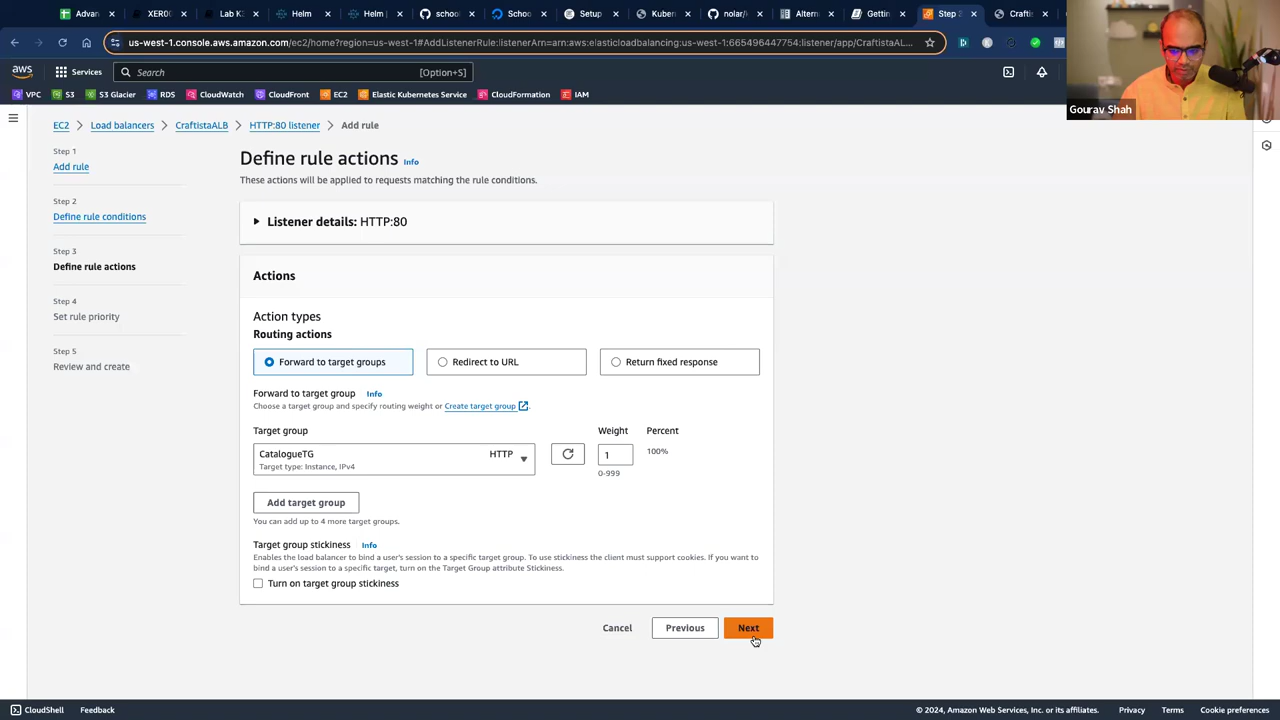 Advan
XER00
Lab K
Helm
Helm
schoo
Schoo
Setup
Kuber
nolar/
Altern
Getting
Step 3
Crafti
us-west-1.console.aws.amazon.com/ec2/home?region=us-west-1#AddListenerRule:listenerArn=arn:aws:elasticloadbalancing:us-west-1:665496447754:listener/app/CraftistaAL...
aws
Services
Search
[Option+S]
VPC
S3
S3 Glacier
RDS
CloudWatch
CloudFront
EC2
Elastic Kubernetes Service
CloudFormation
IAM
Gourav Shah
EC2 > Load balancers > CraftistaALB > HTTP:80 listener > Add rule
Step 1
Add rule
Step 2
Define rule conditions
Step 3
Define rule actions
Step 4
Set rule priority
Step 5
Review and create
Define rule actions Info
These actions will be applied to requests matching the rule conditions.
Listener details: HTTP:80
Actions
Action types
Routing actions
Forward to target groups
Redirect to URL
Return fixed response
Forward to target group Info
Choose a target group and specify routing weight or Create target group .
Target group
Weight
Percent
CatalogueTG
HTTP
Target type: Instance, IPv4
1
100%
0-999
Add target group
You can add up to 4 more target groups.
Target group stickiness Info
Enables the load balancer to bind a user's session to a specific target group. To use stickiness the client must support cookies. If you want to
bind a user's session to a specific target, turn on the Target Group attribute Stickiness.
Turn on target group stickiness
Cancel
Previous
Next
CloudShell
Feedback
© 2024, Amazon Web Services, Inc. or its affiliates.
Privacy
Terms
Cookie preferences